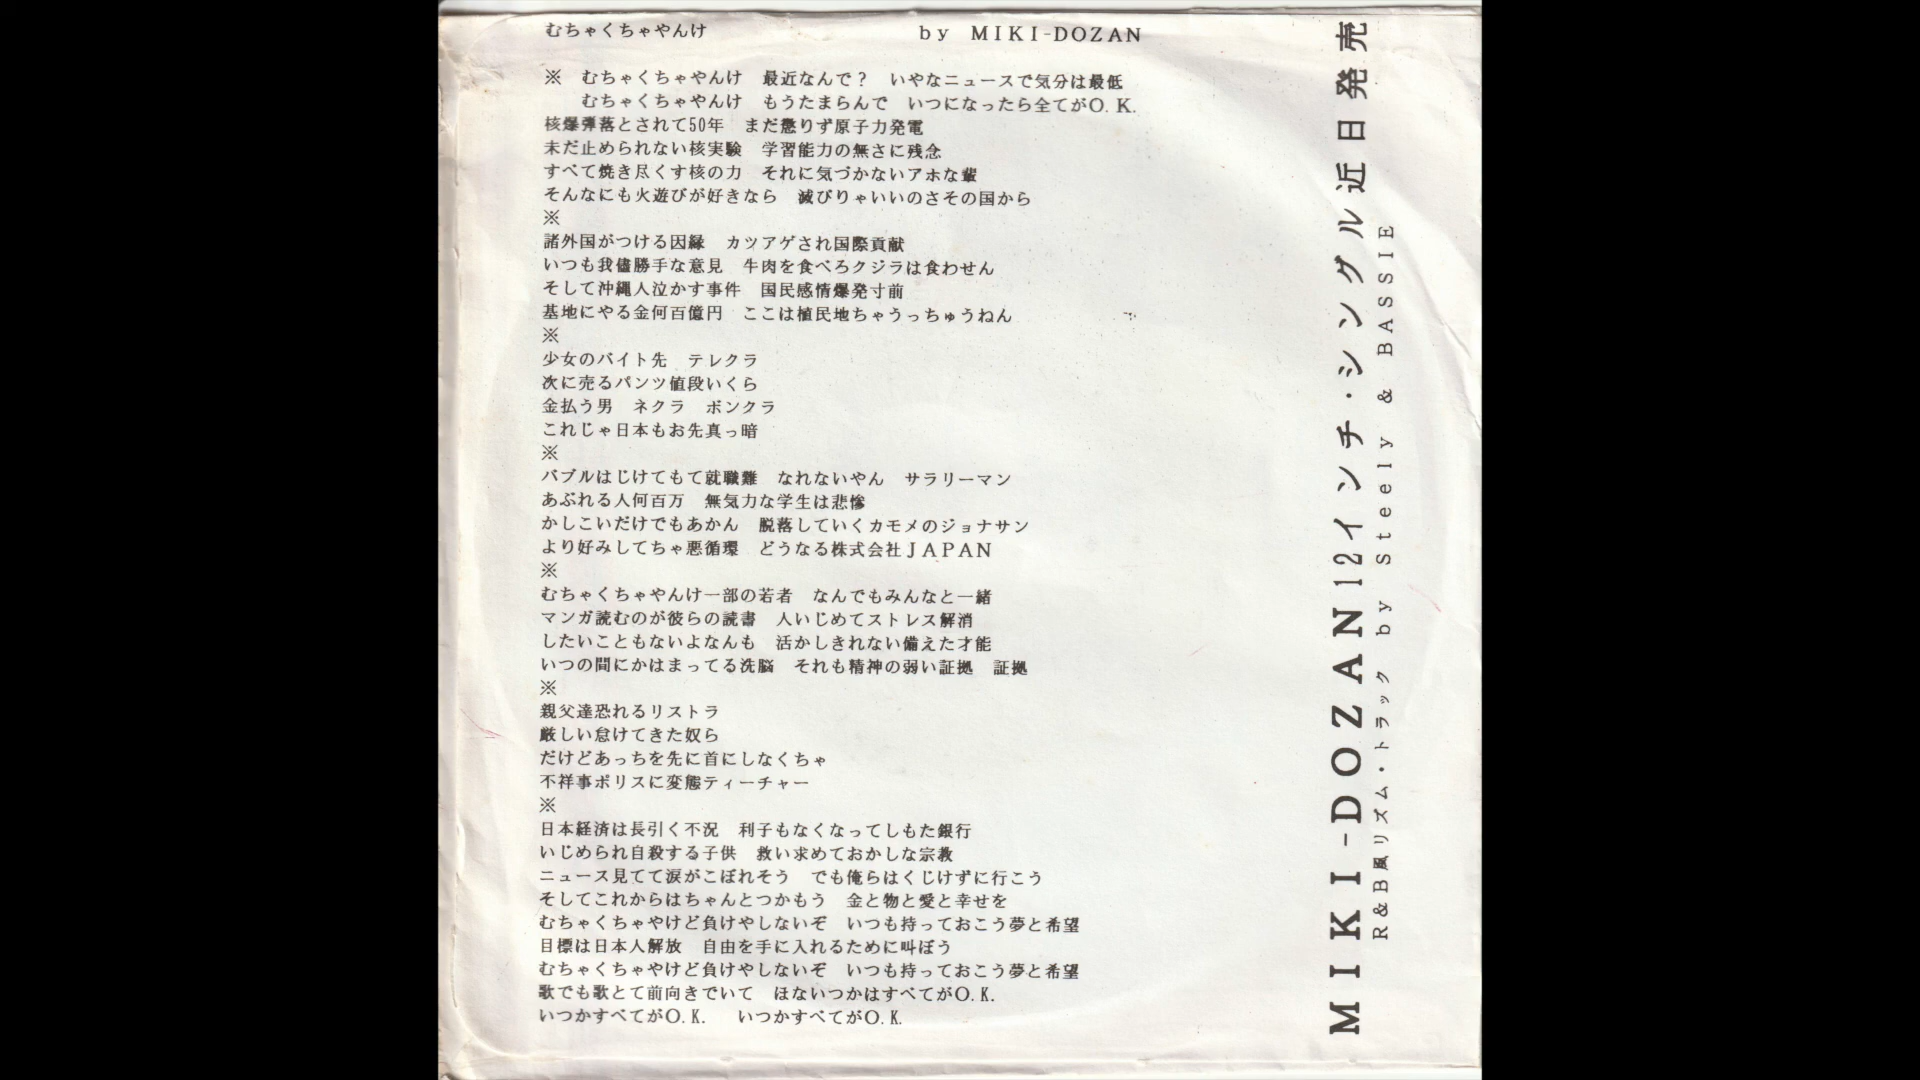 むちゃくちゃやんけ　by MIKI-DOZAN
※　むちゃくちゃやんけ　最近なんで？　いやなニュースで気分は最低
むちゃくちゃやんけ　もうたまらんで　いつになったら全てがO.K.
核爆弾落とされて50年　まだ懲りず原子力発電
未だ止められない核実験　学習能力の無さに残念
すべて焼き尽くす核の力　それに気づかないアホな輩
そんなにも火遊びが好きなら　滅びりゃいいのさその国から
※
諸外国がつける因縁　カツアゲされ国際貢献
いつも我儘勝手な意見　牛肉を食べろクジラは食わせん
そして沖縄人泣かす事件　国民感情爆発寸前
基地にやる金何百億円　ここは植民地ちゃうっちゅうねん
※
少女のバイト先　テレクラ
次に売るパンツ値段いくら
金払う男　ネクラ　ボンクラ
これじゃ日本もお先真っ暗
※
バブルはじけてもて就職難　なれないやん　サラリーマン
あぶれる人何百万　無気力な学生は悲惨
かしこいだけでもあかん　脱落していくカモメのジョナサン
より好みしてちゃ悪循環　どうなる株式会社JAPAN
※
むちゃくちゃやんけ一部の若者　なんでもみんなと一緒
マンガ読むのが彼らの読書　人いじめてストレス解消
したいこともないよなんも　活かしきれない備えた才能
いつの間にかはまってる洗脳　それも精神の弱い証拠　証拠
※
親父達恐れるリストラ
厳しい怠けてきた奴ら
だけどあっちを先に首にしなくちゃ
不祥事ポリスに変態ティーチャー
※
日本経済は長引く不況　利子もなくなってしもた銀行
いじめられ自殺する子供　救い求めておかしな宗教
ニュース見てて涙がこぼれそう　でも俺らはくじけずに行こう
そしてこれからはちゃんとつかもう　金と物と愛と幸せを
むちゃくちゃやけど負けやしないぞ　いつも持っておこう夢と希望
目標は日本人解放　自由を手に入れるために叫ぼう
むちゃくちゃやけど負けやしないぞ　いつも持っておこう夢と希望
歌でも歌とて前向きでいて　ほないつかはすべてがO.K.
いつかすべてがO.K.　いつかすべてがO.K.
MIKI-DOZAN12インチ・シングル近日発売
R&B風リズム・トラック by Steely & BASSIE